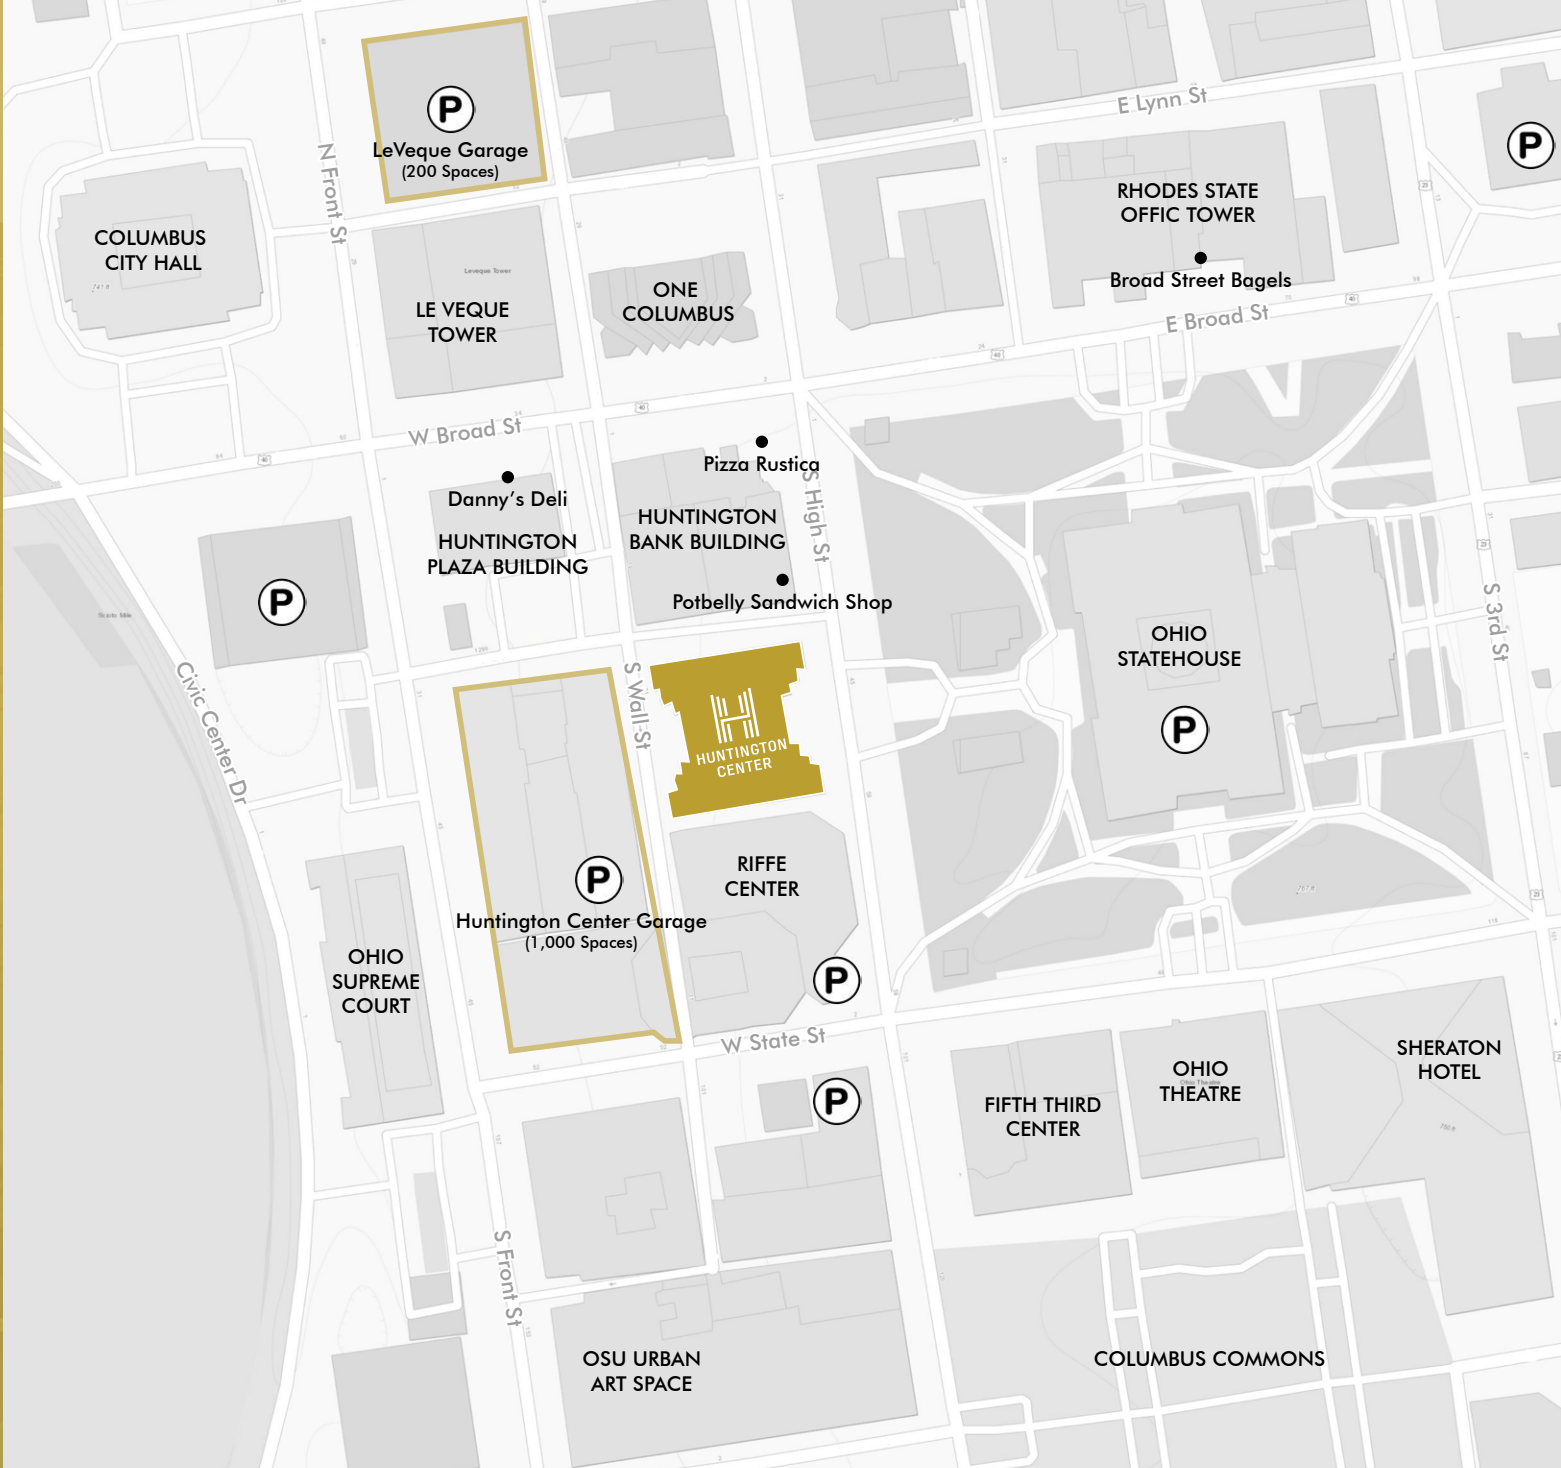 E Lynn St
P
LeVeque Garage
(200 Spaces)
P
N Front St
RHODES STATE
OFFIC TOWER
COLUMBUS
CITY HALL
Broad Street Bagels
Leveque Tower
ONE
COLUMBUS
LE VEQUE
TOWER
E Broad St
W Broad St
Pizza Rustica
Danny's Deli
S High St
HUNTINGTON
BANK BUILDING
HUNTINGTON
PLAZA BUILDING
Potbelly Sandwich Shop
P
S 3rd St
OHIO
STATEHOUSE
P
Civic Center Dr
S Wall St
H
HUNTINGTON
CENTER
RIFFE
CENTER
P
Huntington Center Garage
(1,000 Spaces)
OHIO
SUPREME
COURT
P
W State St
SHERATON
HOTEL
OHIO
THEATRE
Ohio Theatre
P
FIFTH THIRD
CENTER
S Front St
OSU URBAN
ART SPACE
COLUMBUS COMMONS